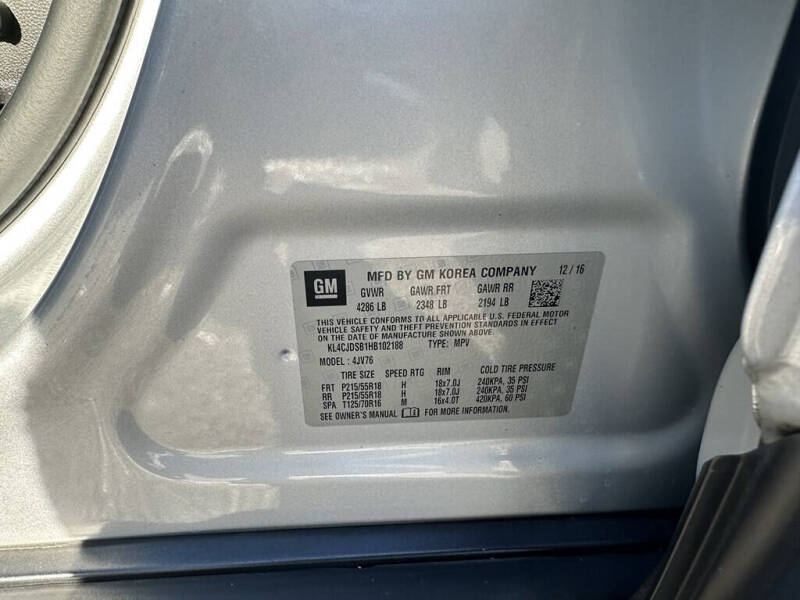 GM
MFD BY GM KOREA COMPANY 12 / 16
GVWR GAWR FRT GAWR RR
4286 LB 2348 LB 2194 LB
THIS VEHICLE CONFORMS TO ALL APPLICABLE U.S. FEDERAL MOTOR
VEHICLE SAFETY AND THEFT PREVENTION STANDARDS IN EFFECT
ON THE DATE OF MANUFACTURE SHOWN ABOVE.
KL4CJDSB1HB102188 TYPE: MPV
MODEL : 4JV76
TIRE SIZE SPEED RTG RIM COLD TIRE PRESSURE
FRT P215/55R18 H 18x7.0J 240KPA, 35 PSI
RR P215/55R18 H 18x7.0J 240KPA, 35 PSI
SPA T125/70R16 M 16x4.0T 420KPA, 60 PSI
SEE OWNER'S MANUAL FOR MORE INFORMATION.